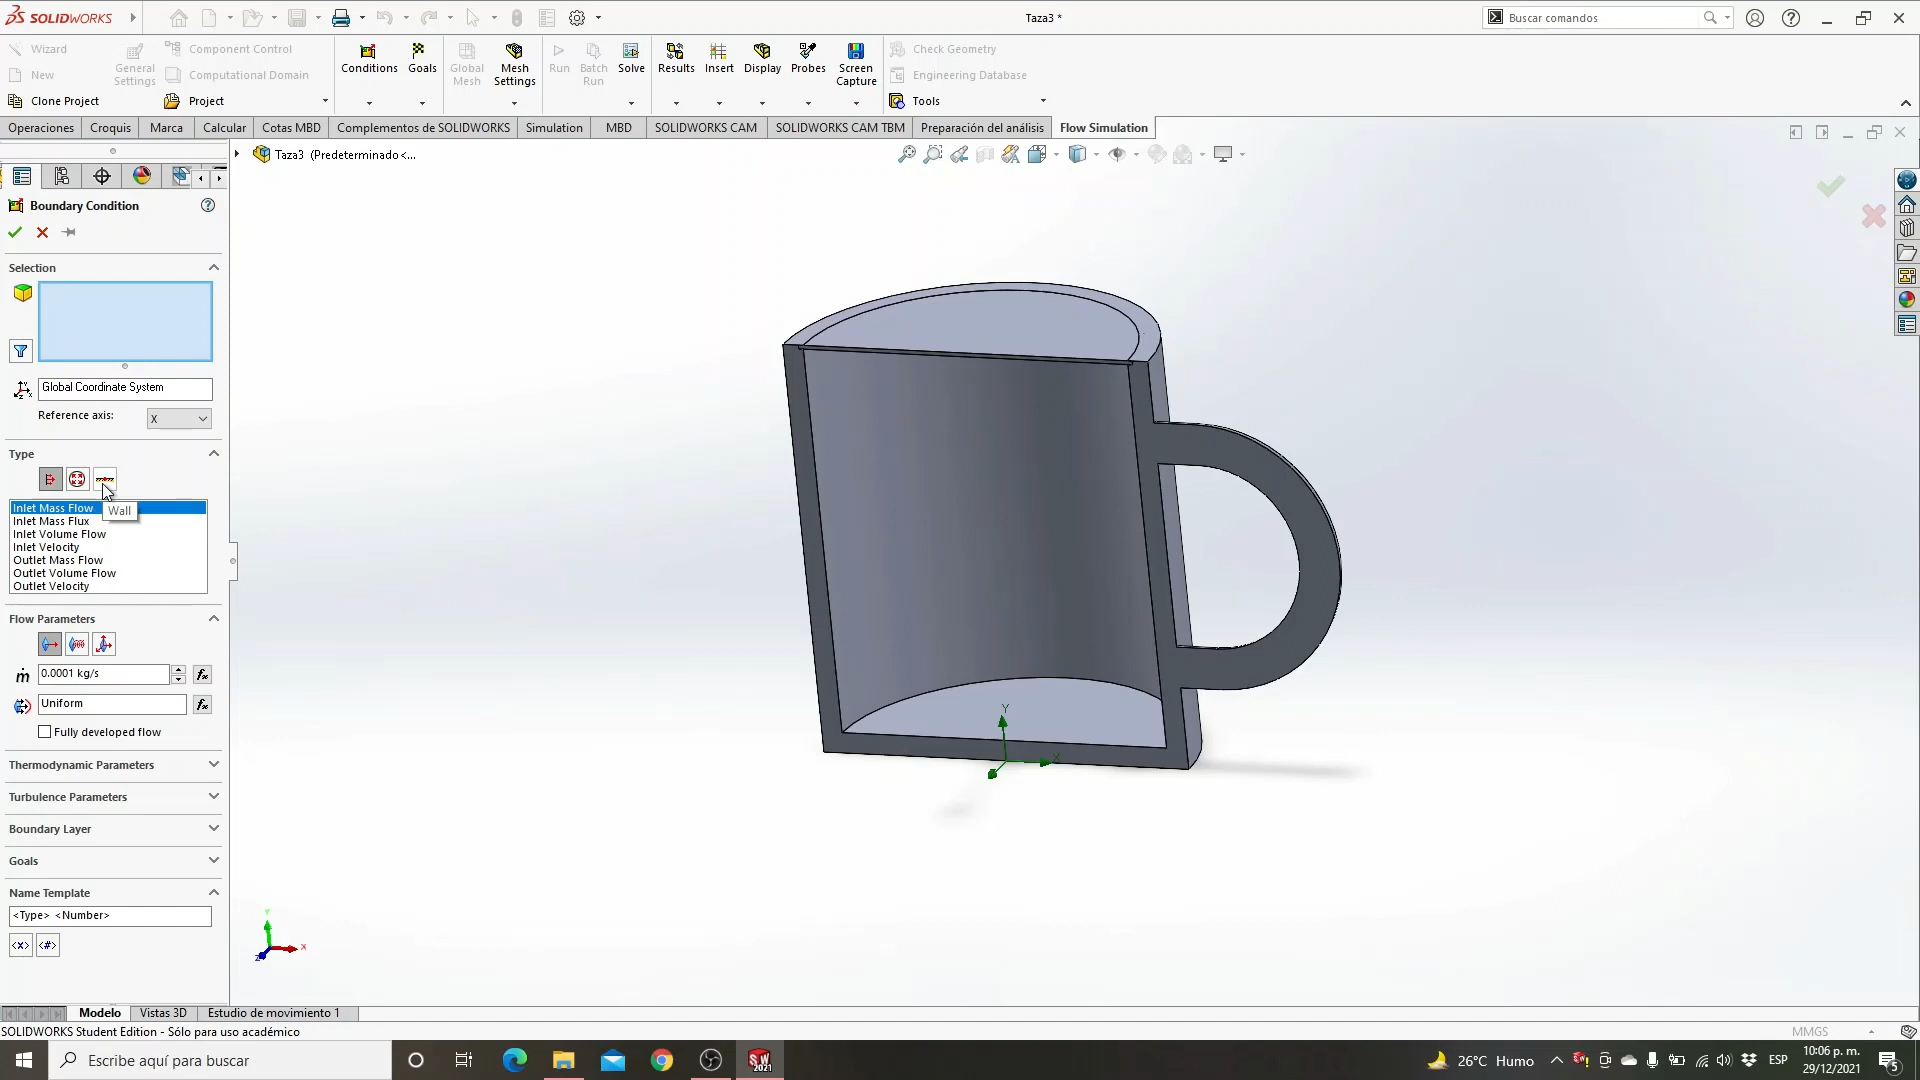 SOLIDWORKS
Taza3 *
Buscar comandos
Wizard
New
Clone Project
General Settings
Component Control
Computational Domain
Project
Conditions
Goals
Global Mesh
Mesh Settings
Run
Batch Run
Solve
Results
Insert
Display
Probes
Screen Capture
Check Geometry
Engineering Database
Tools
Operaciones
Croquis
Marca
Calcular
Cotas MBD
Complementos de SOLIDWORKS
Simulation
MBD
SOLIDWORKS CAM
SOLIDWORKS CAM TBM
Preparación del análisis
Flow Simulation
Taza3 (Predeterminado<...
Boundary Condition
Selection
Global Coordinate System
Reference axis:
X
Type
Wall
Inlet Mass Flow
Inlet Mass Flux
Inlet Volume Flow
Inlet Velocity
Outlet Mass Flow
Outlet Volume Flow
Outlet Velocity
Flow Parameters
ṁ
0.0001 kg/s
fx
Uniform
fx
Fully developed flow
Thermodynamic Parameters
Turbulence Parameters
Boundary Layer
Goals
Name Template
<Type> <Number>
<x>
<#>
Y
X
Z
Modelo
Vistas 3D
Estudio de movimiento 1
SOLIDWORKS Student Edition - Sólo para uso académico
MMGS
Escribe aquí para buscar
SW 2021
26°C Humo
ESP
10:06 p. m.
29/12/2021
5